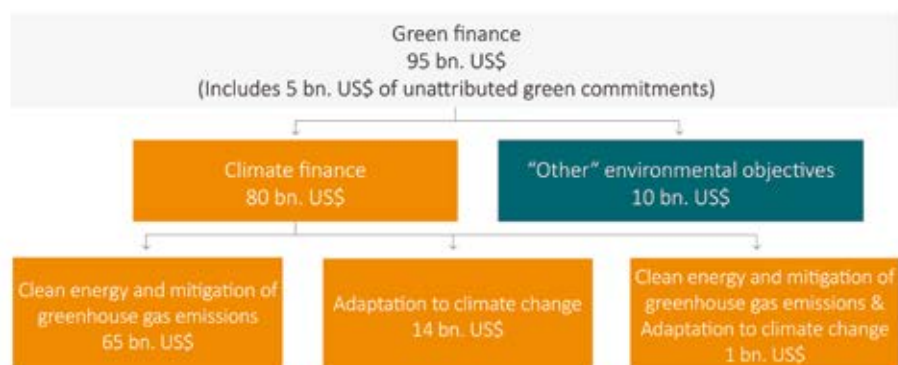 Green finance
95 bn. US$
(Includes 5 bn. US$ of unattributed green commitments)
Climate finance
80 bn. US$
"Other" environmental objectives
10 bn. US$
Clean energy and mitigation of
greenhouse gas emissions
65 bn. US$
Adaptation to climate change
14 bn. US$
Clean energy and mitigation of
greenhouse gas emissions &
Adaptation to climate change
1 bn. US$